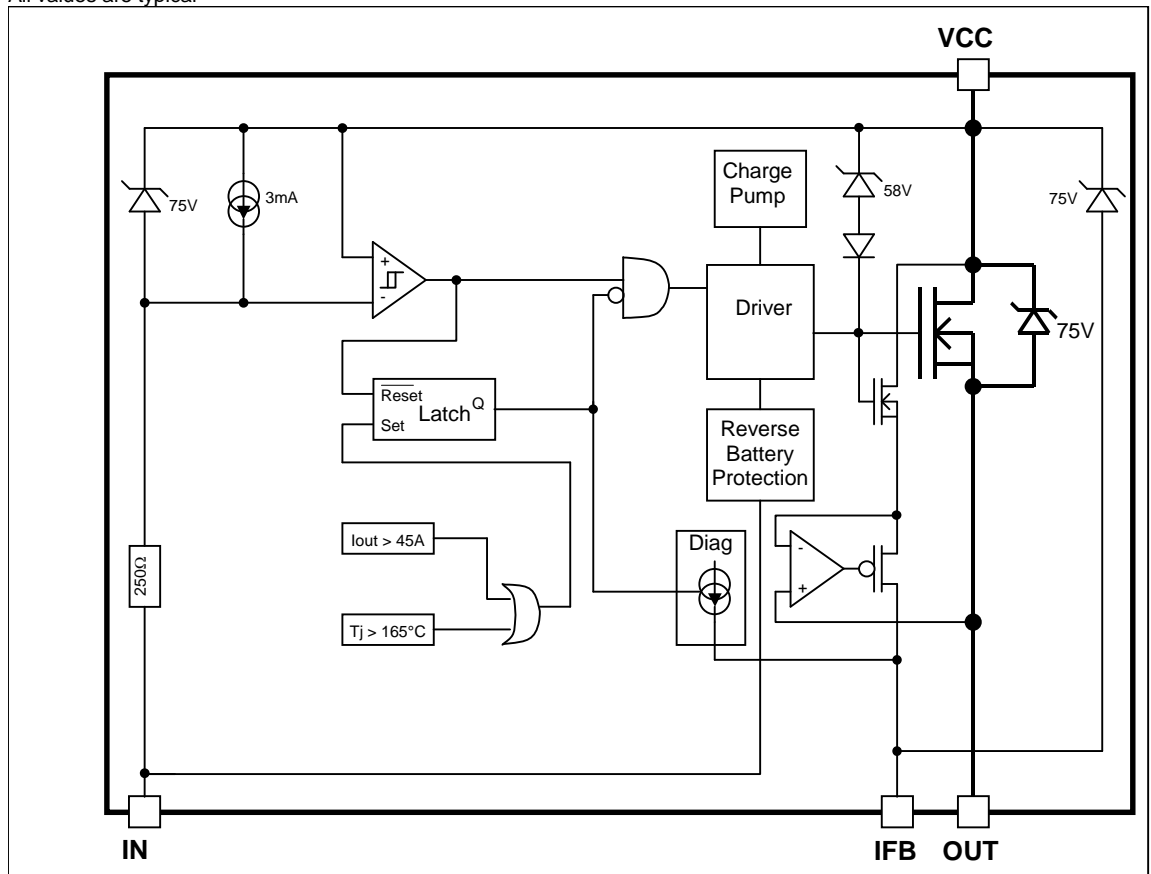 All values are typical
VCC
Charge
Pump
75V
3mA
58V
75V
+
-
Driver
75V
Reset
Latch
Q
Set
Reverse
Battery
Protection
Iout > 45A
Diag
-
+
250Ω
Tj > 165°C
IN
IFB
OUT